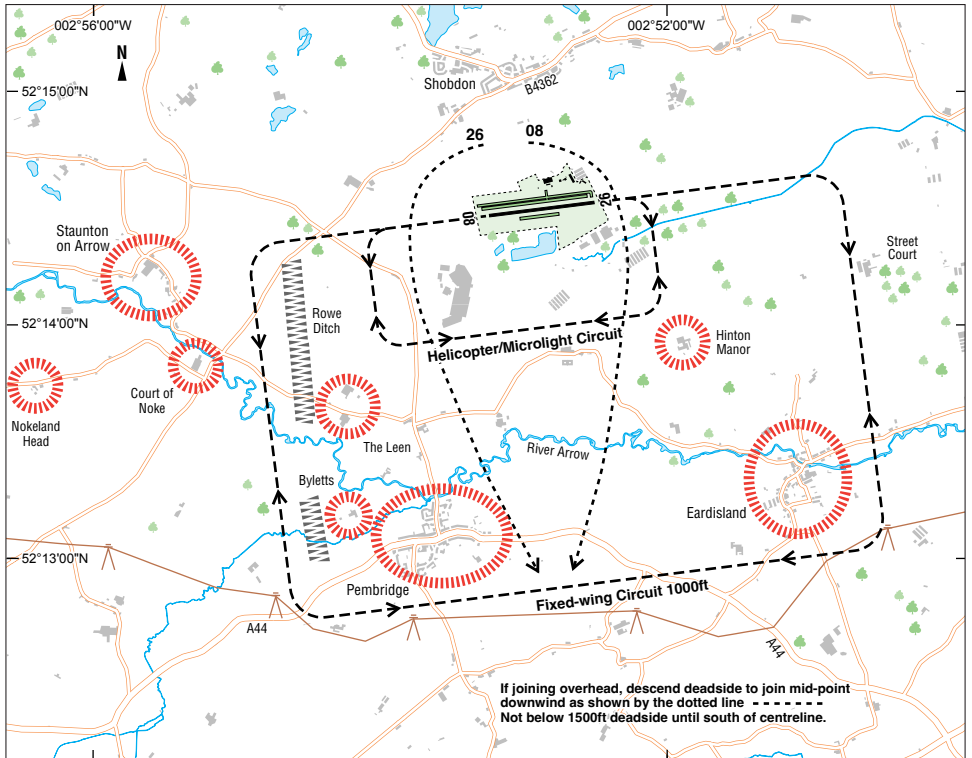 002°56'00"W
002°52'00"W
N
Shobdon
B4362
52°15'00"N
26
08
26
08
Staunton
on Arrow
Street
Court
Rowe
Ditch
52°14'00"N
Helicopter/Microlight Circuit
Hinton
Manor
Court of
Noke
Nokeland
Head
The Leen
River Arrow
Byletts
Eardisland
52°13'00"N
Pembridge
Fixed-wing Circuit 1000ft
A44
A44
If joining overhead, descend deadside to join mid-point
downwind as shown by the dotted line
Not below 1500ft deadside until south of centreline.